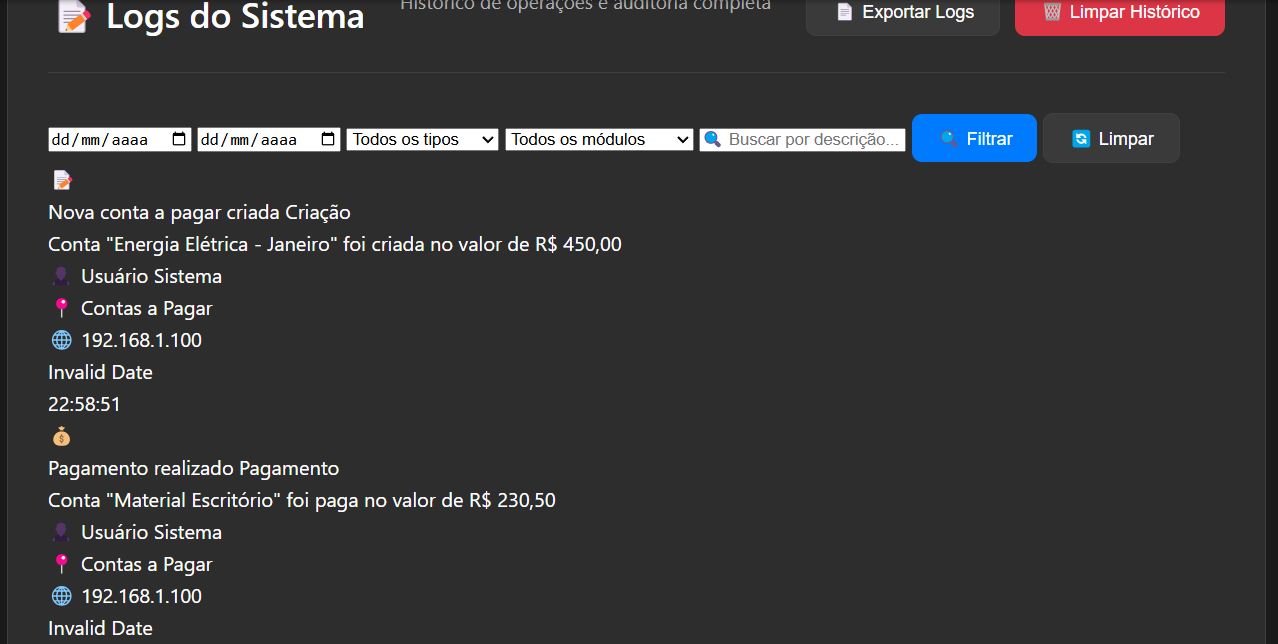 Logs do Sistema
Histórico de operações e auditoria completa
Exportar Logs
Limpar Histórico
dd/mm/aaaa
dd/mm/aaaa
Todos os tipos
Todos os módulos
Buscar por descrição...
Filtrar
Limpar
Nova conta a pagar criada Criação
Conta "Energia Elétrica - Janeiro" foi criada no valor de R$ 450,00
Usuário Sistema
Contas a Pagar
192.168.1.100
Invalid Date
22:58:51
Pagamento realizado Pagamento
Conta "Material Escritório" foi paga no valor de R$ 230,50
Usuário Sistema
Contas a Pagar
192.168.1.100
Invalid Date